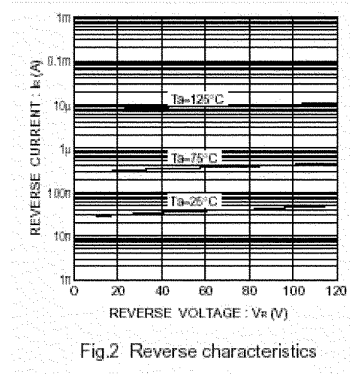 1m
0.1m
10μ
1μ
100n
10n
1n
REVERSE CURRENT : IR (A)
Ta=125°C
Ta=75°C
Ta=25°C
0 20 40 60 80 100 120
REVERSE VOLTAGE : VR (V)
Fig.2 Reverse characteristics